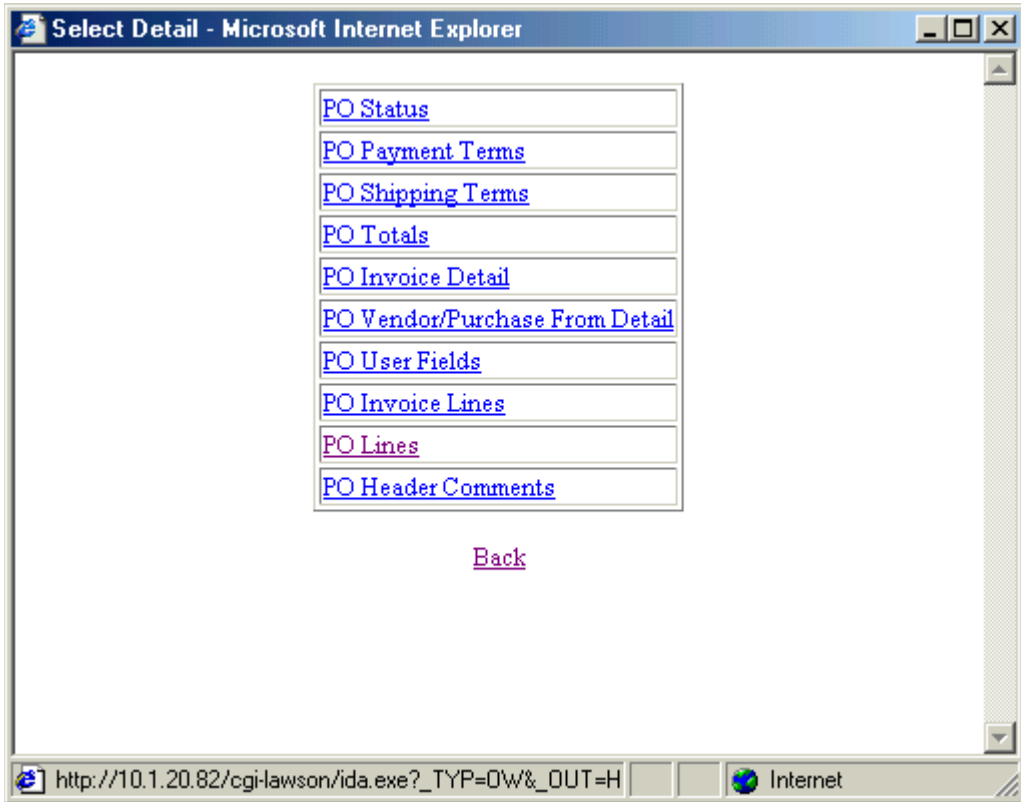 Select Detail - Microsoft Internet Explorer
PO Status
PO Payment Terms
PO Shipping Terms
PO Totals
PO Invoice Detail
PO Vendor/Purchase From Detail
PO User Fields
PO Invoice Lines
PO Lines
PO Header Comments
Back
http://10.1.20.82/cgi-lawson/ida.exe?_TYP=OW&_OUT=H
Internet